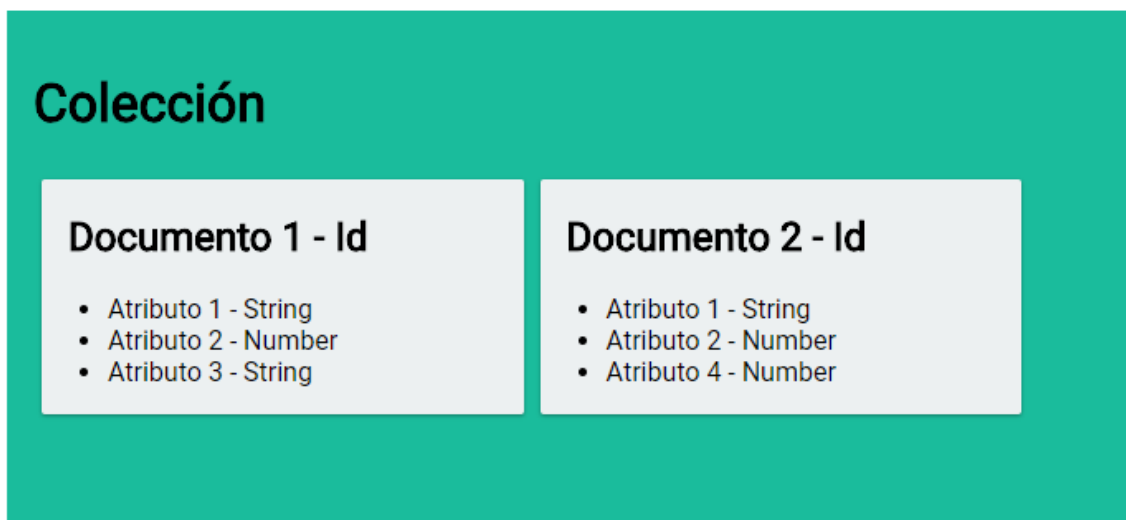 Colección
Documento 1 - Id
• Atributo 1 - String
• Atributo 2 - Number
• Atributo 3 - String
Documento 2 - Id
• Atributo 1 - String
• Atributo 2 - Number
• Atributo 4 - Number